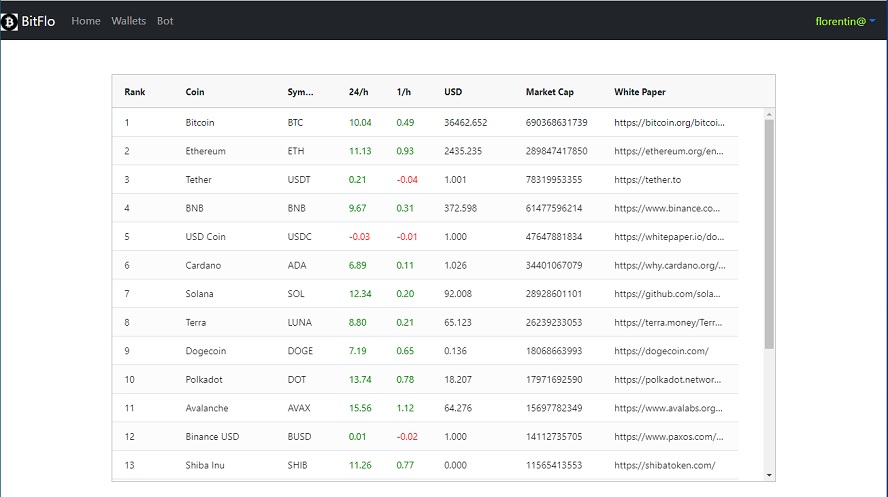 BitFlo Home Wallets Bot florentin@
Rank Coin Sym... 24/h 1/h USD Market Cap White Paper
1 Bitcoin BTC 10.04 0.49 36462.652 690368631739 https://bitcoin.org/bitcoi...
2 Ethereum ETH 11.13 0.93 2435.235 289847417850 https://ethereum.org/en...
3 Tether USDT 0.21 -0.04 1.001 78319953355 https://tether.to
4 BNB BNB 9.67 0.31 372.598 61477596214 https://www.binance.co...
5 USD Coin USDC -0.03 -0.01 1.000 47647881834 https://whitepaper.io/do...
6 Cardano ADA 6.89 0.11 1.026 34401067079 https://why.cardano.org/...
7 Solana SOL 12.34 0.20 92.008 28928601101 https://github.com/sola...
8 Terra LUNA 8.80 0.21 65.123 26239233053 https://terra.money/Terr...
9 Dogecoin DOGE 7.19 0.65 0.136 18068663993 https://dogecoin.com/
10 Polkadot DOT 13.74 0.78 18.207 17971692590 https://polkadot.networ...
11 Avalanche AVAX 15.56 1.12 64.276 15697782349 https://www.avalabs.org...
12 Binance USD BUSD 0.01 -0.02 1.000 14112735705 https://www.paxos.com/...
13 Shiba Inu SHIB 11.26 0.77 0.000 11565413553 https://shibatoken.com/